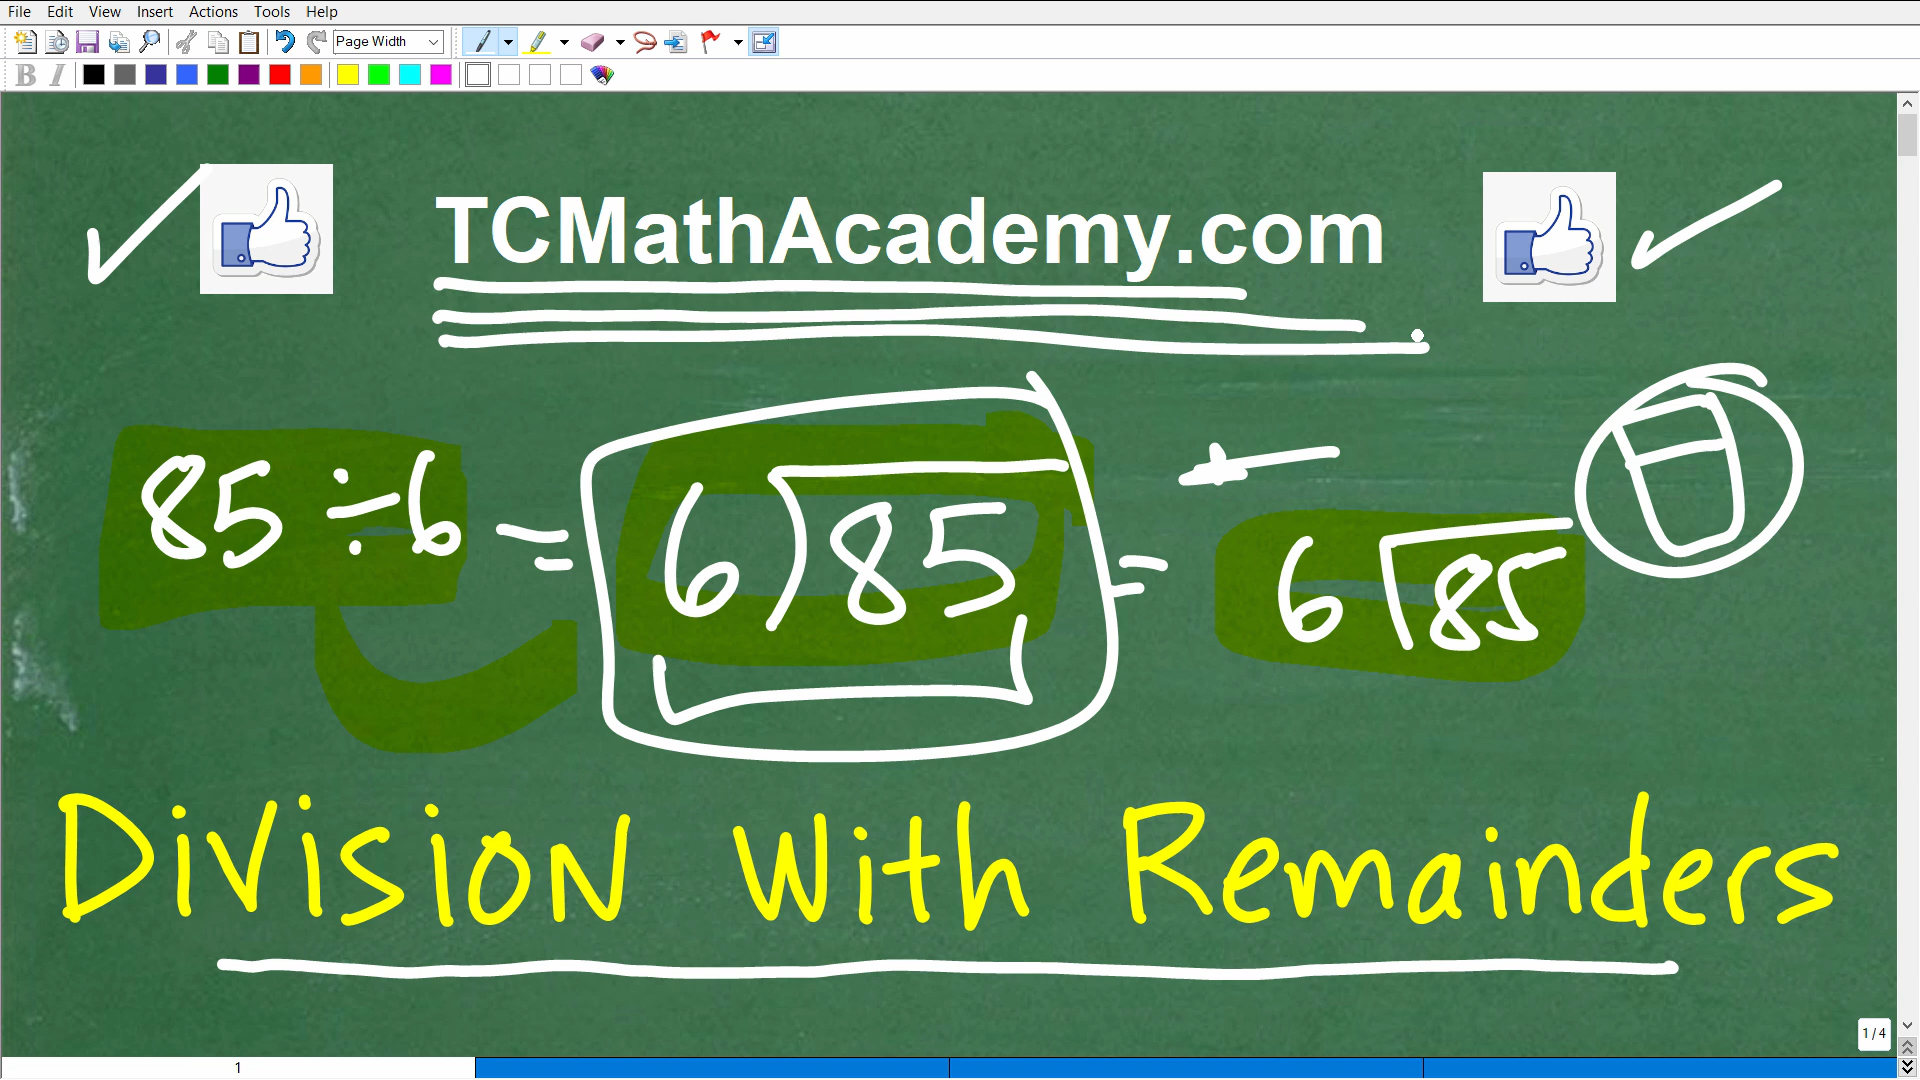 File Edit View Insert Actions Tools Help
Page Width
B I
TCMathAcademy.com
85 ÷ 6 = 6)85 = 6)85
Division With Remainders
1 / 4
1